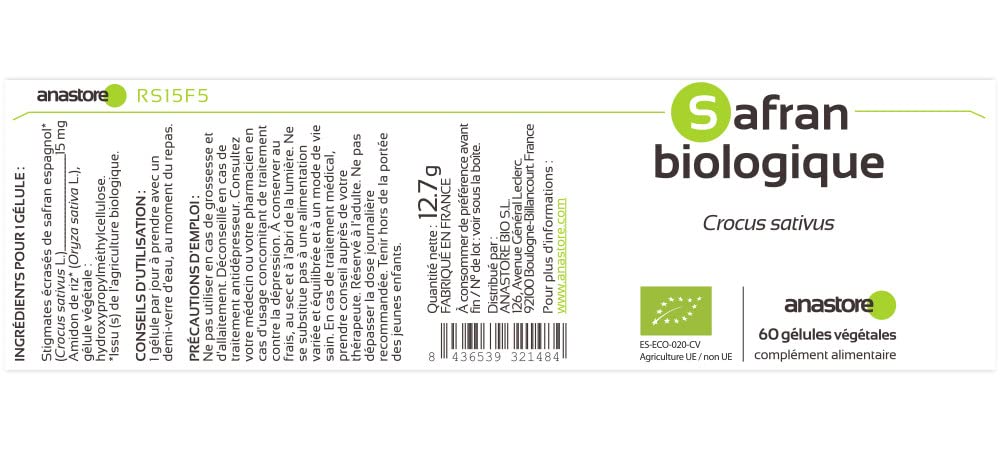 anastore RS15F5
INGRÉDIENTS POUR 1 GÉLULE :
Stigmates écrasés de safran espagnol*
(Crocus sativus L.)____________________15 mg
Amidon de riz* (Oryza sativa L.),
gélule végétale :
hydroxypropylméthylcellulose.
*Issu (s) de l'agriculture biologique.
CONSEILS D'UTILISATION :
1 gélule par jour à prendre avec un
demi-verre d'eau, au moment du repas.
PRÉCAUTIONS D'EMPLOI :
Ne pas utiliser en cas de grossesse et
d'allaitement. Déconseillé en cas de
traitement antidépresseur. Consultez
votre médecin ou votre pharmacien en
cas d'usage concomitant de traitement
contre la dépression. À conserver au
frais, au sec et à l'abri de la lumière. Ne
se substitue pas à une alimentation
variée et équilibrée et à un mode de vie
sain. En cas de traitement médical,
prendre conseil auprès de votre
thérapeute. Réservé à l'adulte. Ne pas
dépasser la dose journalière
recommandée. Tenir hors de la portée
des jeunes enfants.
Quantité nette : 12.7 g
FABRIQUÉ EN FRANCE
À consommer de préférence avant
fin / N° de lot : voir sous la boîte.
Distribué par :
ANASTORE BIO S.L.
126, Avenue Général Leclerc.
92100 Boulogne-Billancourt. France
Pour plus d'informations :
www.anastore.com
8 436539 321484
Safran
biologique
Crocus sativus
ES-ECO-020-CV
Agriculture UE / non UE
anastore
60 gélules végétales
complément alimentaire